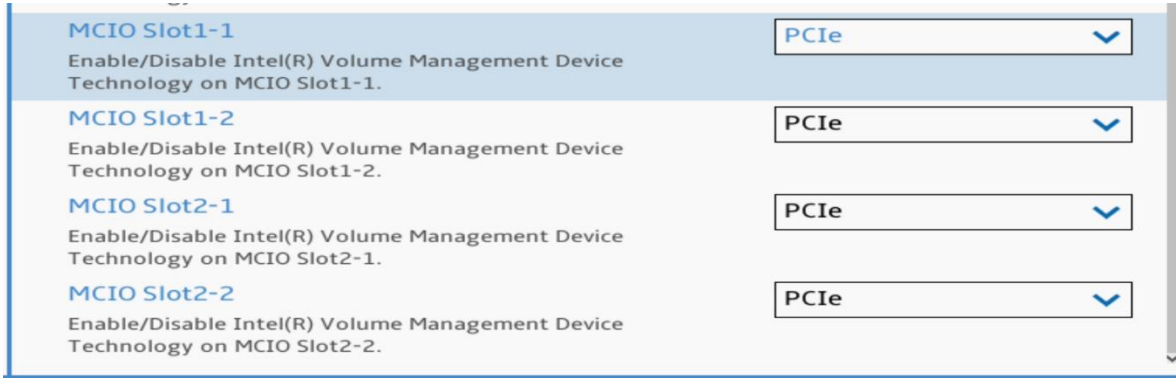 MCIO Slot1-1
PCIe
Enable/Disable Intel(R) Volume Management Device
Technology on MCIO Slot1-1.
MCIO Slot1-2
PCIe
Enable/Disable Intel(R) Volume Management Device
Technology on MCIO Slot1-2.
MCIO Slot2-1
PCIe
Enable/Disable Intel(R) Volume Management Device
Technology on MCIO Slot2-1.
MCIO Slot2-2
PCIe
Enable/Disable Intel(R) Volume Management Device
Technology on MCIO Slot2-2.